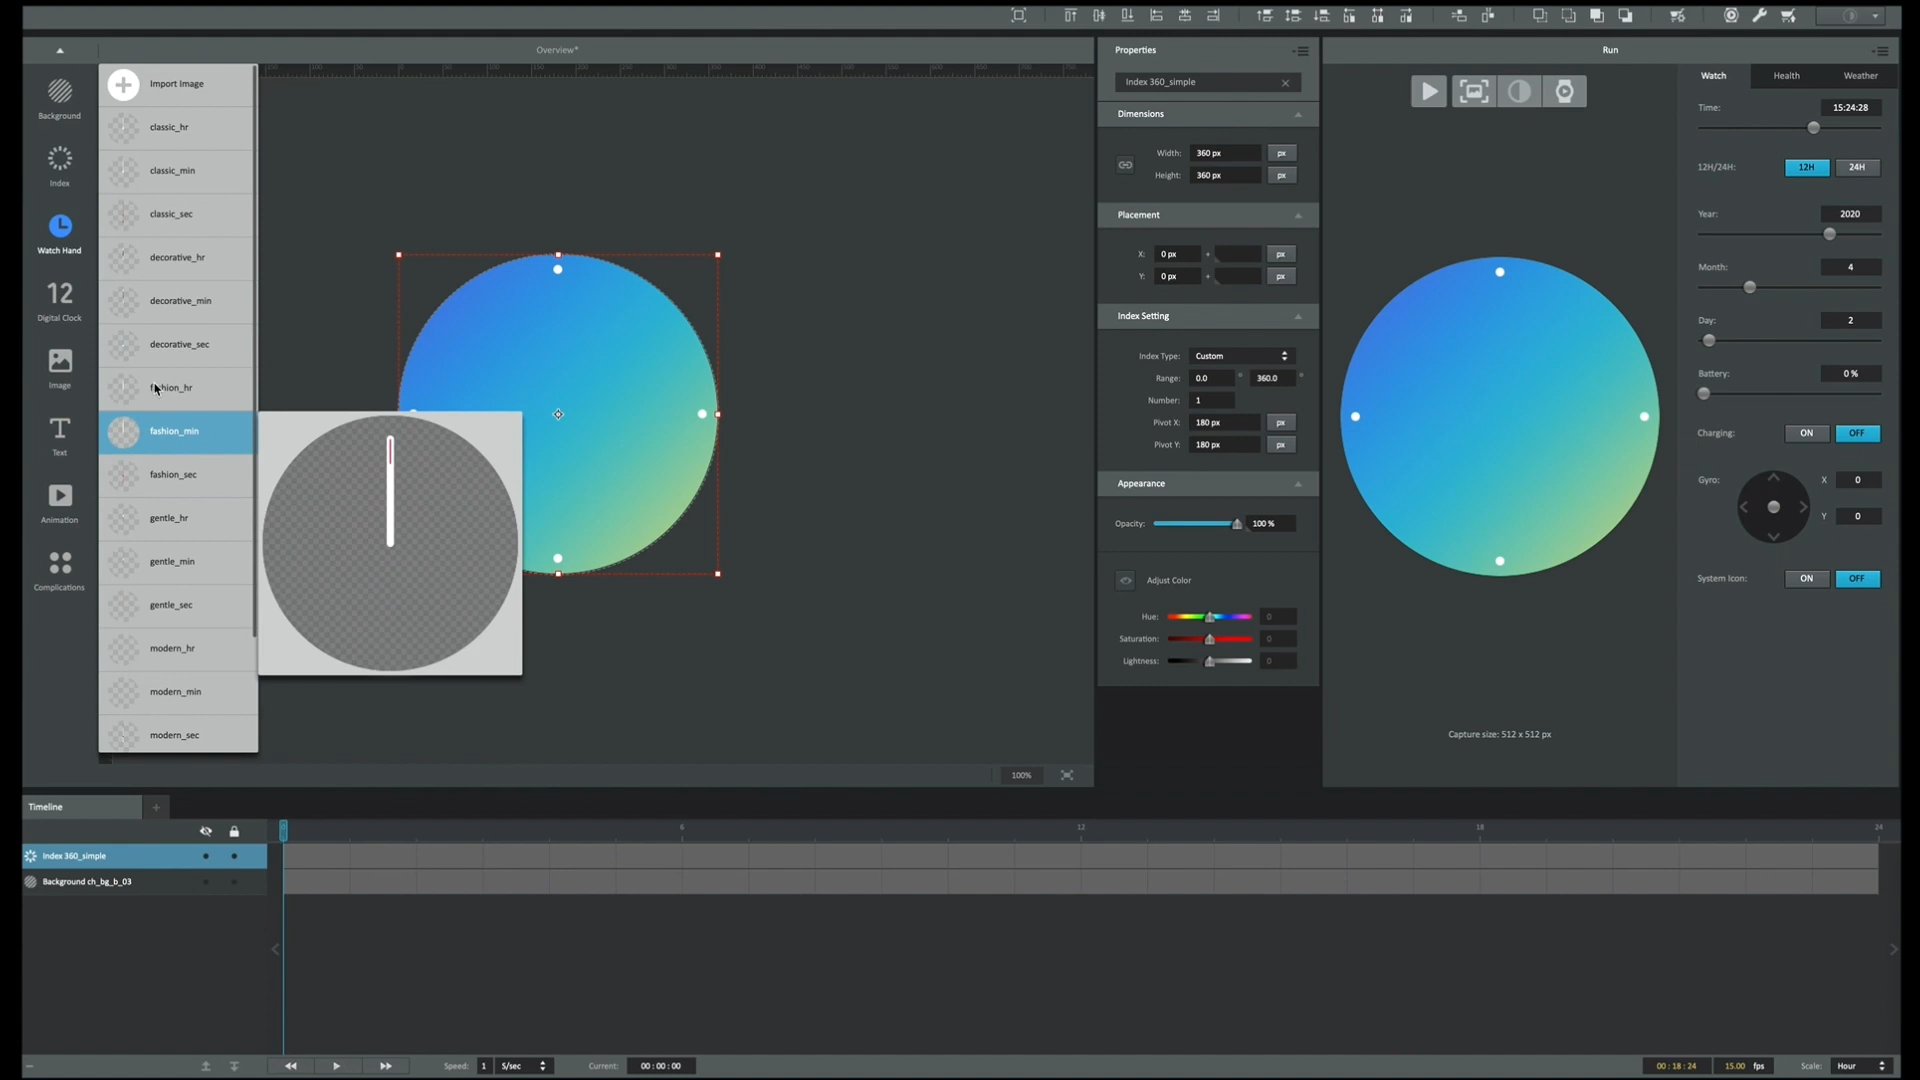 Overview*
Properties
Run
Import Image
classic_hr
classic_min
classic_sec
decorative_hr
decorative_min
decorative_sec
fashion_hr
fashion_min
fashion_sec
gentle_hr
gentle_min
gentle_sec
modern_hr
modern_min
modern_sec
Background
Index
Watch Hand
12
Digital Clock
Image
Text
Animation
Complications
Index 360_simple
Dimensions
Width: 360 px px
Height: 360 px px
Placement
X: 0 px + px
Y: 0 px + px
Index Setting
Index Type: Custom
Range: 0.0 ° 360.0 °
Number: 1
Pivot X: 180 px px
Pivot Y: 180 px px
Appearance
Opacity: 100 %
Adjust Color
Hue: 0
Saturation: 0
Lightness: 0
Capture size: 512 x 512 px
Watch Health Weather
Time: 15:24:28
12H/24H: 12H 24H
Year: 2020
Month: 4
Day: 2
Battery: 0 %
Charging: ON OFF
Gyro: X 0
Y 0
System Icon: ON OFF
100%
Timeline +
6 12 18 24
Index 360_simple
Background ch_bg_b_03
Speed: 1 S/sec Current: 00 : 00 : 00
00 : 18 : 24 15.00 fps Scale: Hour